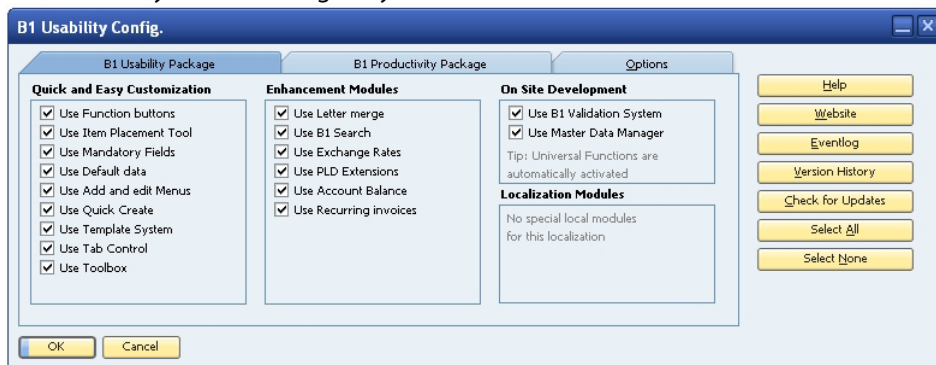 B1 Usability Config.
B1 Usability Package
B1 Productivity Package
Options
Quick and Easy Customization
Use Function buttons
Use Item Placement Tool
Use Mandatory Fields
Use Default data
Use Add and edit Menus
Use Quick Create
Use Template System
Use Tab Control
Use Toolbox
Enhancement Modules
Use Letter merge
Use B1 Search
Use Exchange Rates
Use PLD Extensions
Use Account Balance
Use Recurring invoices
On Site Development
Use B1 Validation System
Use Master Data Manager
Tip: Universal Functions are
automatically activated
Localization Modules
No special local modules
for this localization
Help
Website
Eventlog
Version History
Check for Updates
Select All
Select None
OK
Cancel